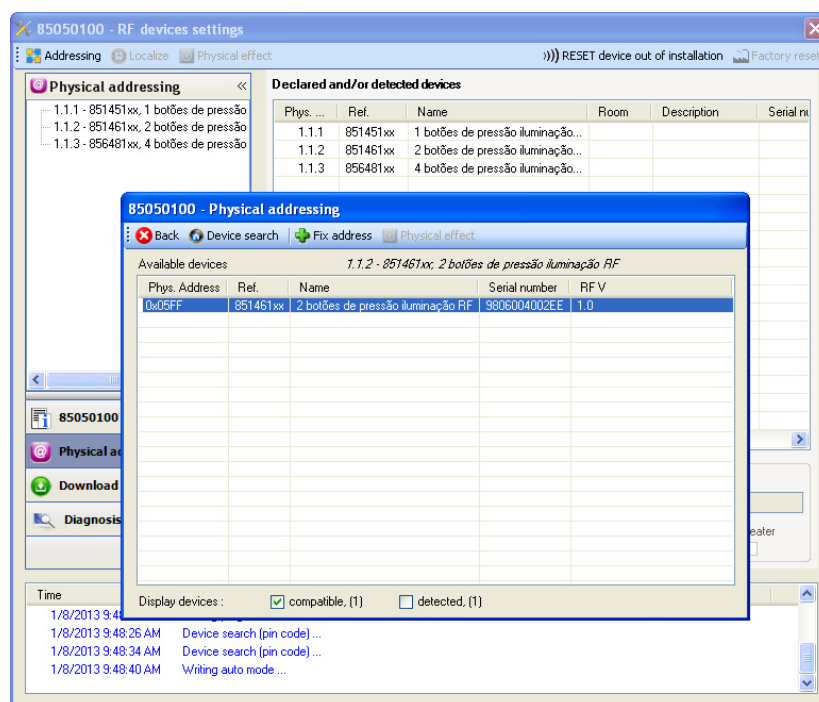 85050100 - RF devices settings
Addressing Localize Physical effect ))) RESET device out of installation Factory reset
Physical addressing «
1.1.1 - 851451xx, 1 botões de pressão
1.1.2 - 851461xx, 2 botões de pressão
1.1.3 - 856481xx, 4 botões de pressão
Declared and/or detected devices
Phys. ... Ref. Name Room Description Serial nu
1.1.1 851451xx 1 botões de pressão iluminação...
1.1.2 851461xx 2 botões de pressão iluminação...
1.1.3 856481xx 4 botões de pressão iluminação...
85050100 - Physical addressing
Back Device search Fix address Physical effect
Available devices 1.1.2 - 851461xx, 2 botões de pressão iluminação RF
Phys. Address Ref. Name Serial number RF V
0x05FF 851461xx 2 botões de pressão iluminação RF 9806004002EE 1.0
Display devices : compatible, (1) detected, (1)
85050100
Physical ad
Download
Diagnosis
eater
Time
1/8/2013 9:48
1/8/2013 9:48:26 AM Device search (pin code) ...
1/8/2013 9:48:34 AM Device search (pin code) ...
1/8/2013 9:48:40 AM Writing auto mode ...